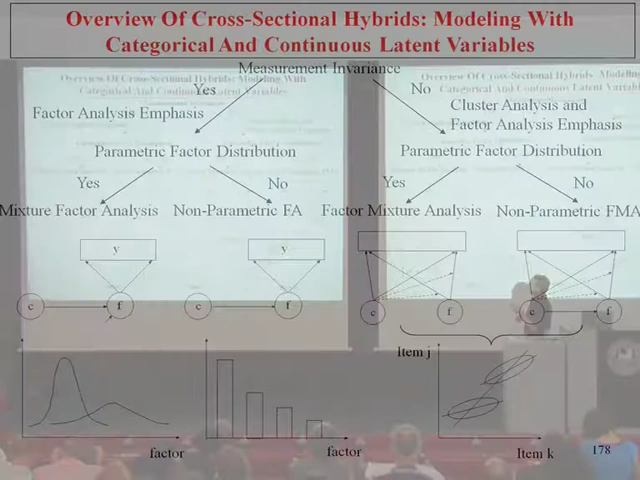 Overview Of Cross-Sectional Hybrids: Modeling With
Categorical And Continuous Latent Variables
Measurement Invariance
Yes
No
Factor Analysis Emphasis
Cluster Analysis and
Factor Analysis Emphasis
Parametric Factor Distribution
Parametric Factor Distribution
Yes
No
Yes
No
Mixture Factor Analysis
Non-Parametric FA
Factor Mixture Analysis
Non-Parametric FMA
y
y
c
f
c
f
c
f
c
f
Item j
factor
factor
Item k
178